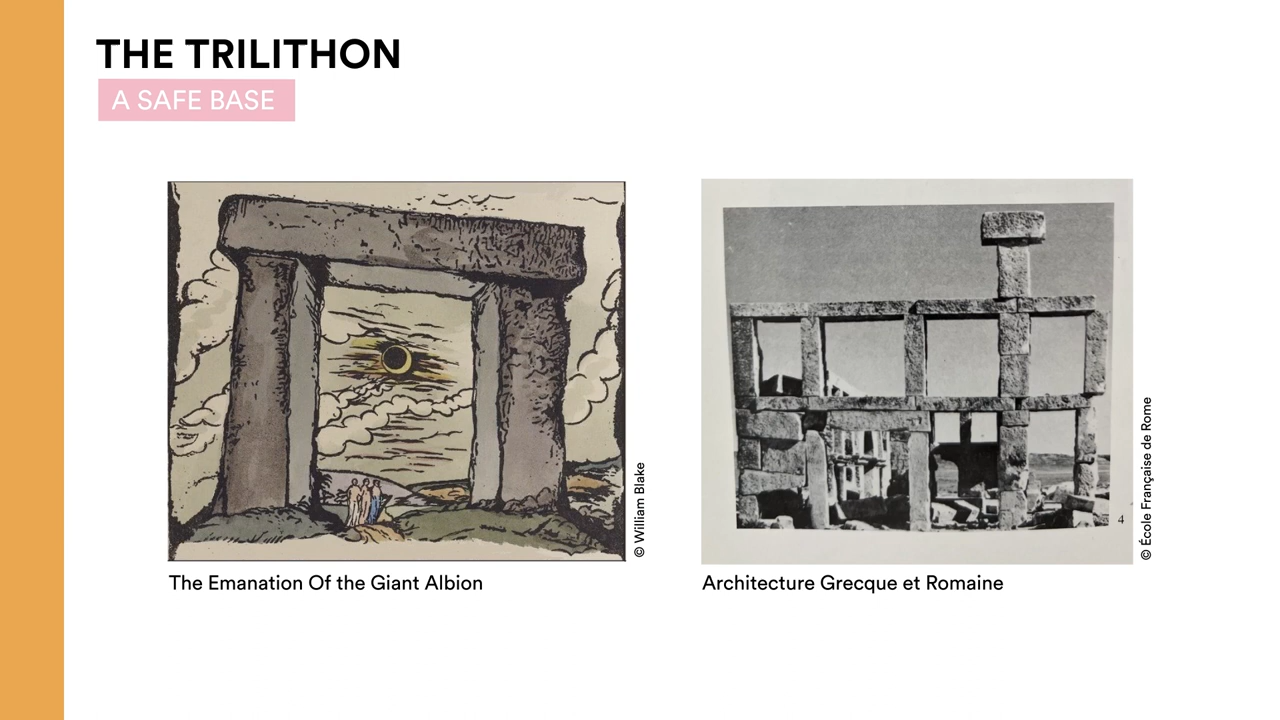 THE TRILITHON
A SAFE BASE
© William Blake
The Emanation Of the Giant Albion
4
© École Française de Rome
Architecture Grecque et Romaine